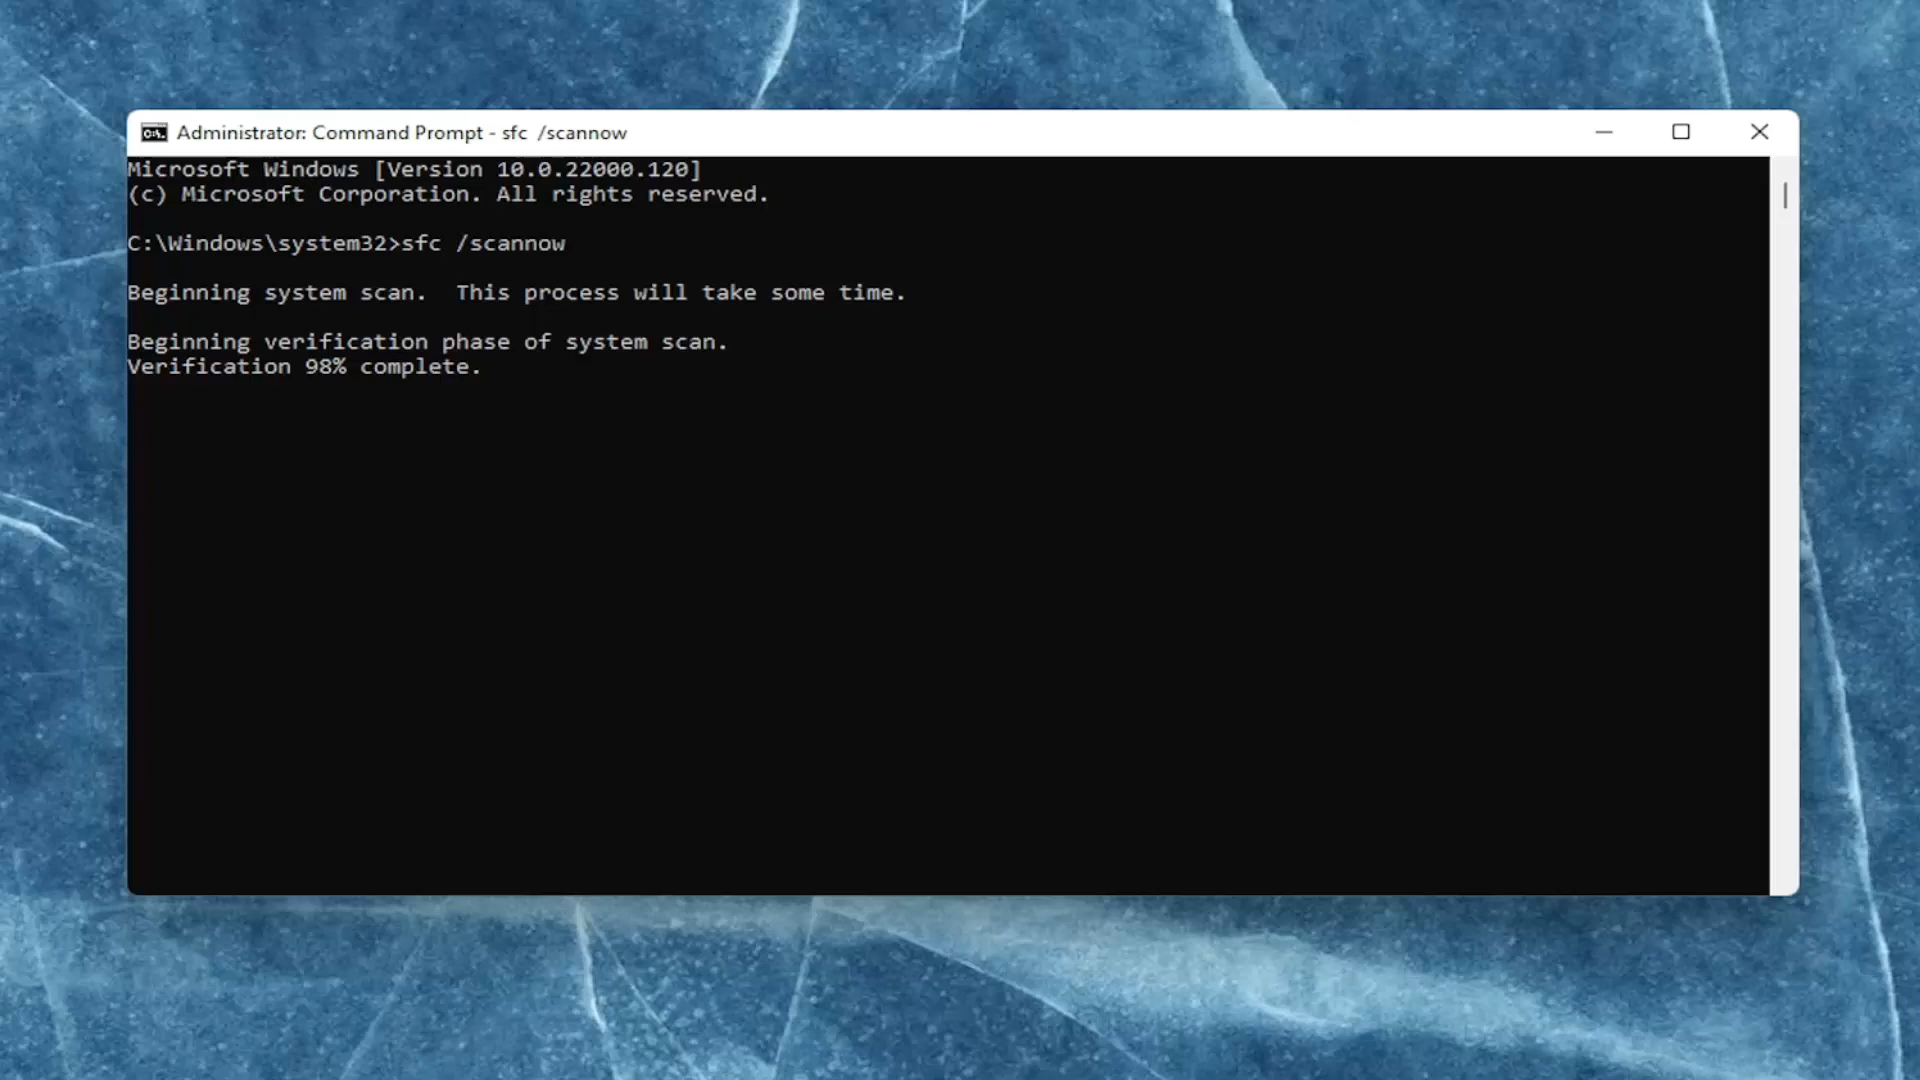 Administrator: Command Prompt - sfc  /scannow
Microsoft Windows [Version 10.0.22000.120]
(c) Microsoft Corporation. All rights reserved.
C:\Windows\system32>sfc /scannow
Beginning system scan.  This process will take some time.
Beginning verification phase of system scan.
Verification 98% complete.